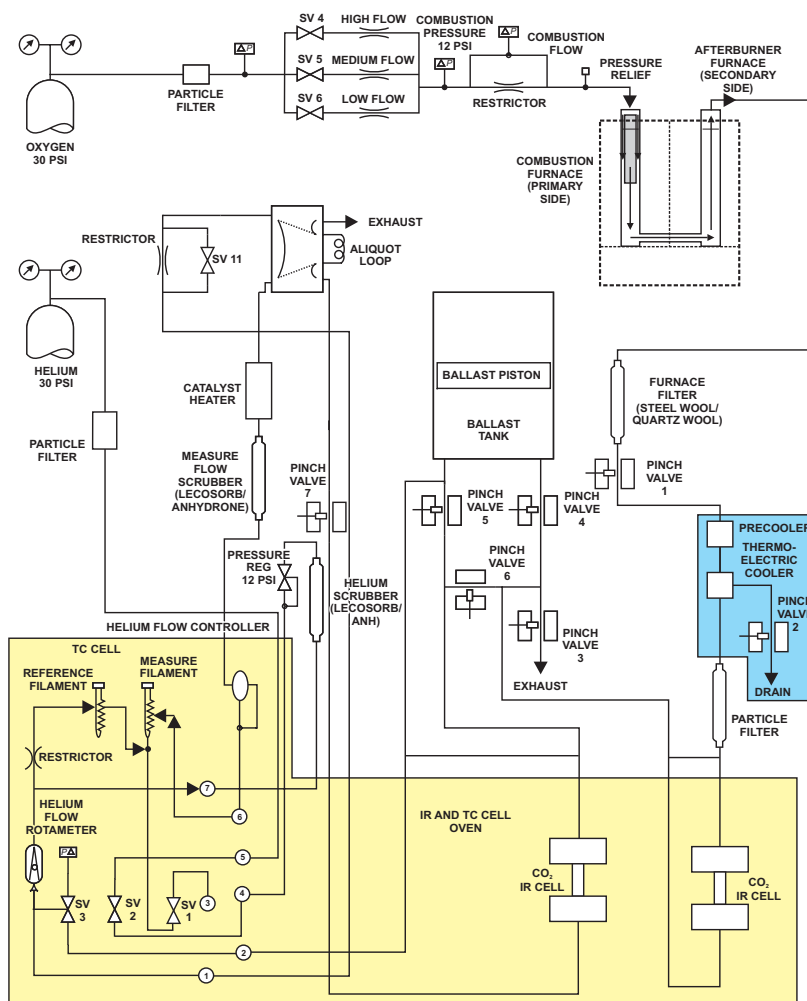 SV 4
HIGH FLOW
COMBUSTION
PRESSURE
12 PSI
COMBUSTION
FLOW
ΔP
ΔP
ΔP
SV 5
MEDIUM FLOW
SV 6
LOW FLOW
PARTICLE
FILTER
RESTRICTOR
PRESSURE
RELIEF
AFTERBURNER
FURNACE
(SECONDARY
SIDE)
OXYGEN
30 PSI
COMBUSTION
FURNACE
(PRIMARY
SIDE)
RESTRICTOR
SV 11
EXHAUST
ALIQUOT
LOOP
HELIUM
30 PSI
PARTICLE
FILTER
CATALYST
HEATER
MEASURE
FLOW
SCRUBBER
(LECOSORB/
ANHYDRONE)
PINCH
VALVE
7
BALLAST PISTON
BALLAST
TANK
FURNACE
FILTER
(STEEL WOOL/
QUARTZ WOOL)
PINCH
VALVE
1
PINCH
VALVE
5
PINCH
VALVE
4
PRECOOLER
THERMO-
ELECTRIC
COOLER
PINCH
VALVE
2
DRAIN
PRESSURE
REG
12 PSI
HELIUM
SCRUBBER
(LECOSORB/
ANH)
PINCH
VALVE
6
PINCH
VALVE
3
EXHAUST
PARTICLE
FILTER
HELIUM FLOW CONTROLLER
TC CELL
REFERENCE
FILAMENT
MEASURE
FILAMENT
RESTRICTOR
HELIUM
FLOW
ROTAMETER
PΔ
7
6
5
4
3
2
1
SV
3
SV
2
SV
1
IR AND TC CELL
OVEN
CO₂
IR CELL
CO₂
IR CELL